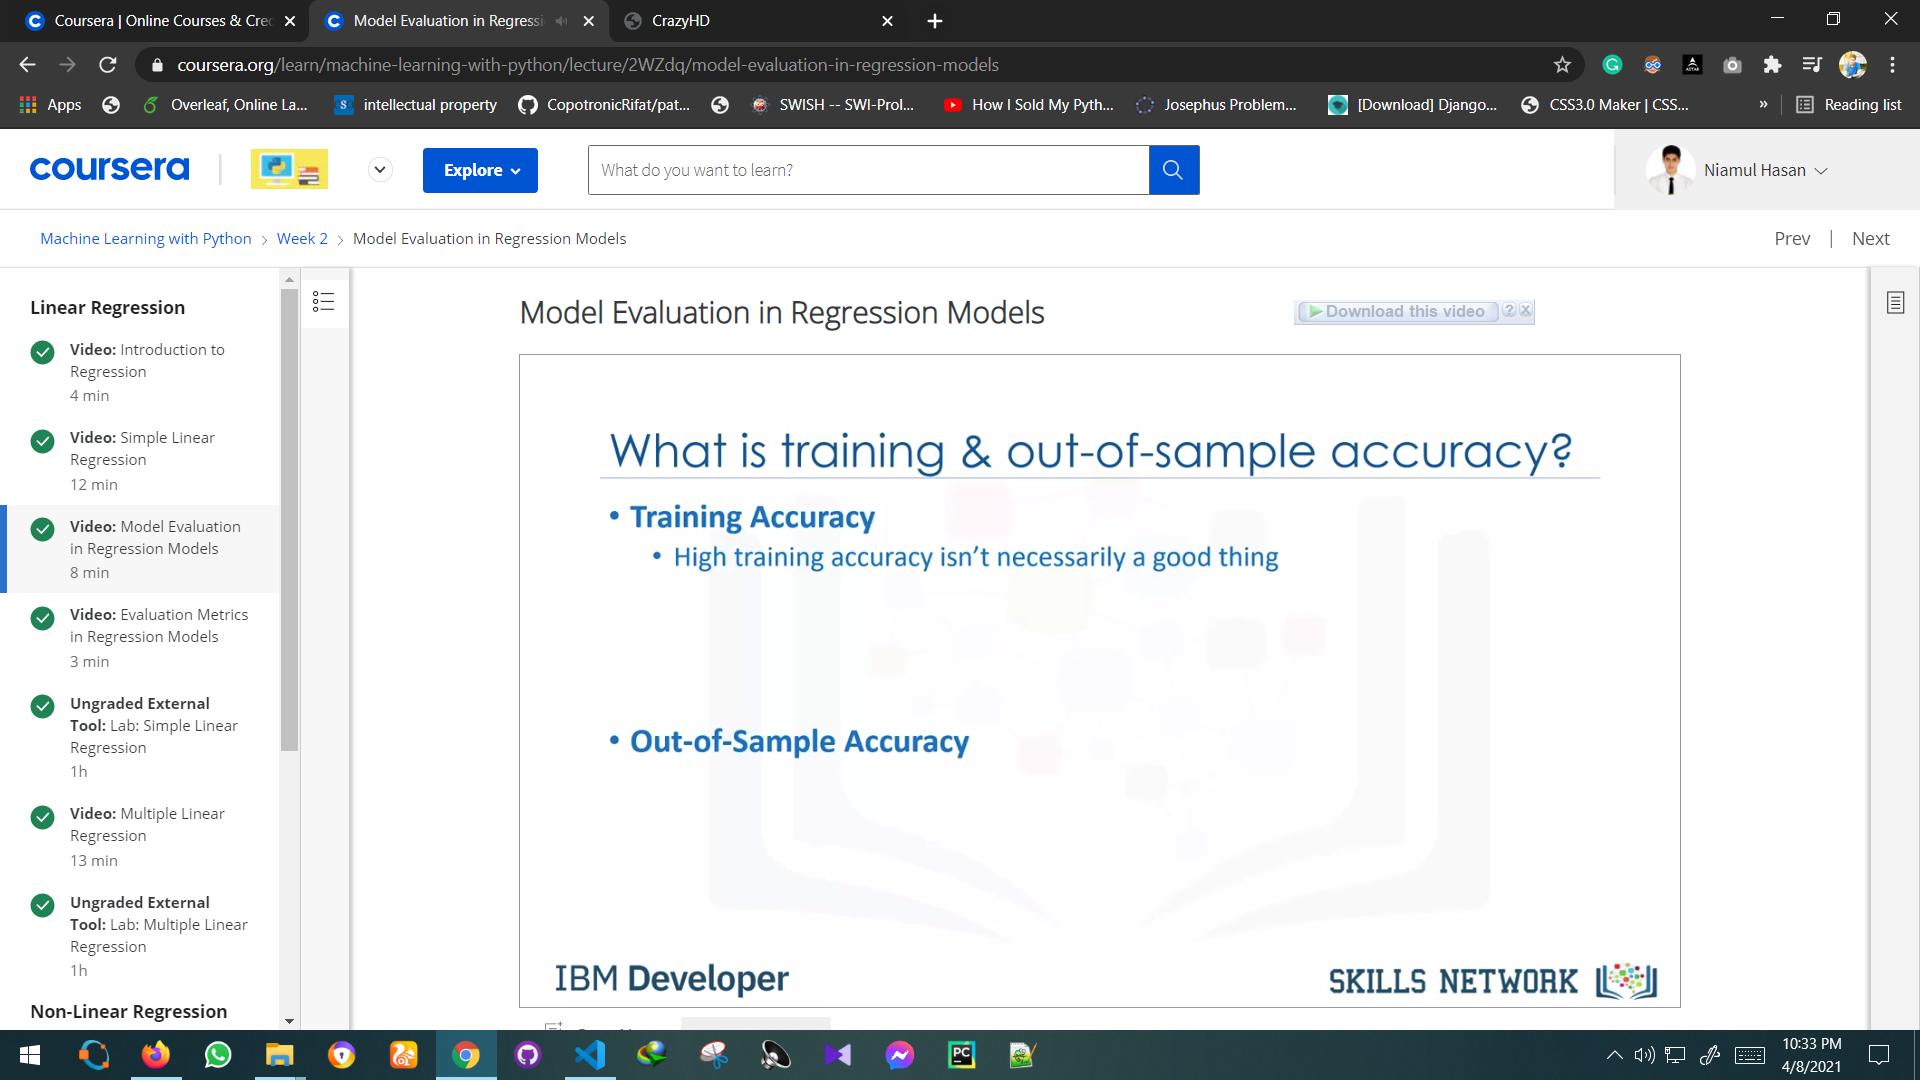 Coursera | Online Courses & Cre
Model Evaluation in Regressi
CrazyHD
coursera.org/learn/machine-learning-with-python/lecture/2WZdq/model-evaluation-in-regression-models
Apps
Overleaf, Online La...
intellectual property
CopotronicRifat/pat...
SWISH -- SWI-Prol...
How I Sold My Pyth...
Josephus Problem...
[Download] Django...
CSS3.0 Maker | CSS...
»
Reading list
coursera
Explore
What do you want to learn?
Niamul Hasan
Machine Learning with Python > Week 2 > Model Evaluation in Regression Models
Prev | Next
Linear Regression
Video: Introduction to
Regression
4 min
Video: Simple Linear
Regression
12 min
Video: Model Evaluation
in Regression Models
8 min
Video: Evaluation Metrics
in Regression Models
3 min
Ungraded External
Tool: Lab: Simple Linear
Regression
1h
Video: Multiple Linear
Regression
13 min
Ungraded External
Tool: Lab: Multiple Linear
Regression
1h
Non-Linear Regression
Model Evaluation in Regression Models
Download this video ? X
What is training & out-of-sample accuracy?
• Training Accuracy
• High training accuracy isn't necessarily a good thing
• Out-of-Sample Accuracy
IBM Developer
SKILLS NETWORK
10:33 PM
4/8/2021